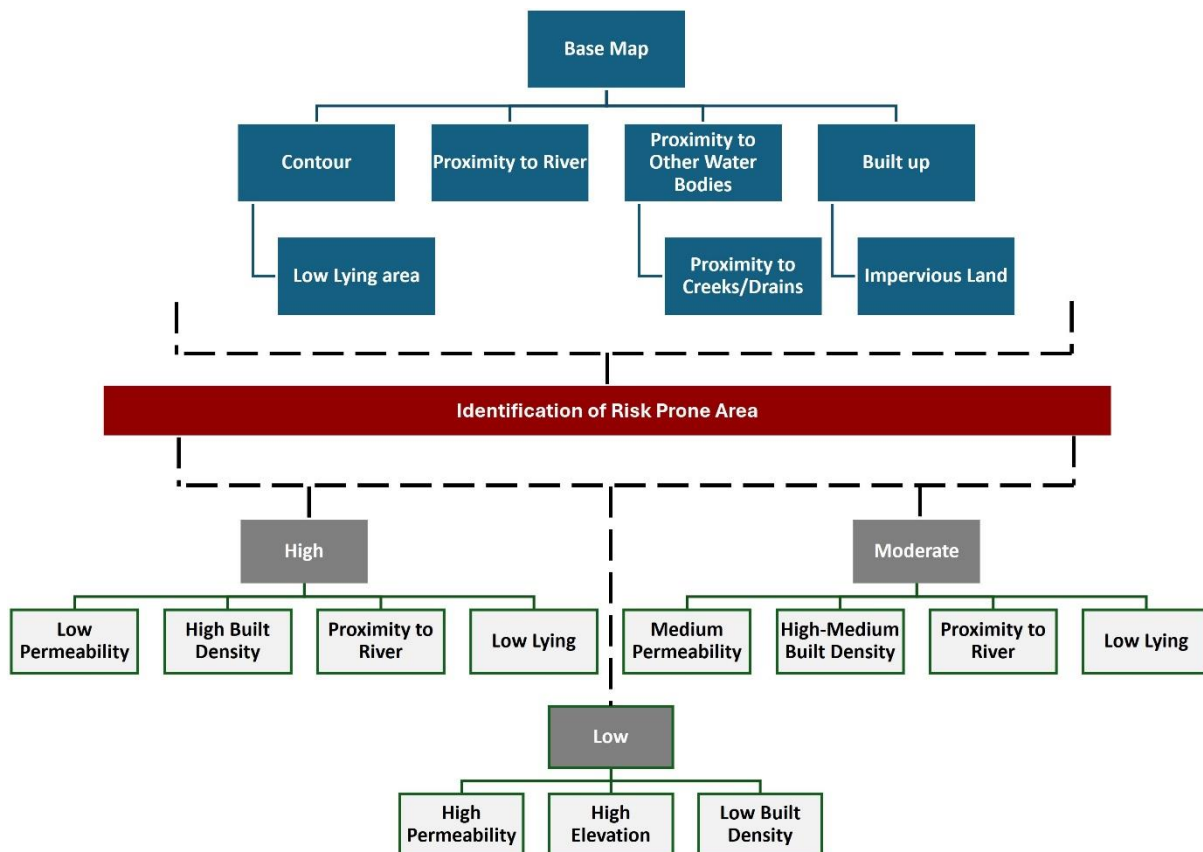 Base Map
Contour
Proximity to River
Proximity to
Other Water
Bodies
Built up
Low Lying area
Proximity to
Creeks/Drains
Impervious Land
Identification of Risk Prone Area
High
Moderate
Low
Permeability
High Built
Density
Proximity to
River
Low Lying
Medium
Permeability
High-Medium
Built Density
Proximity to
River
Low Lying
Low
High
Permeability
High
Elevation
Low Built
Density